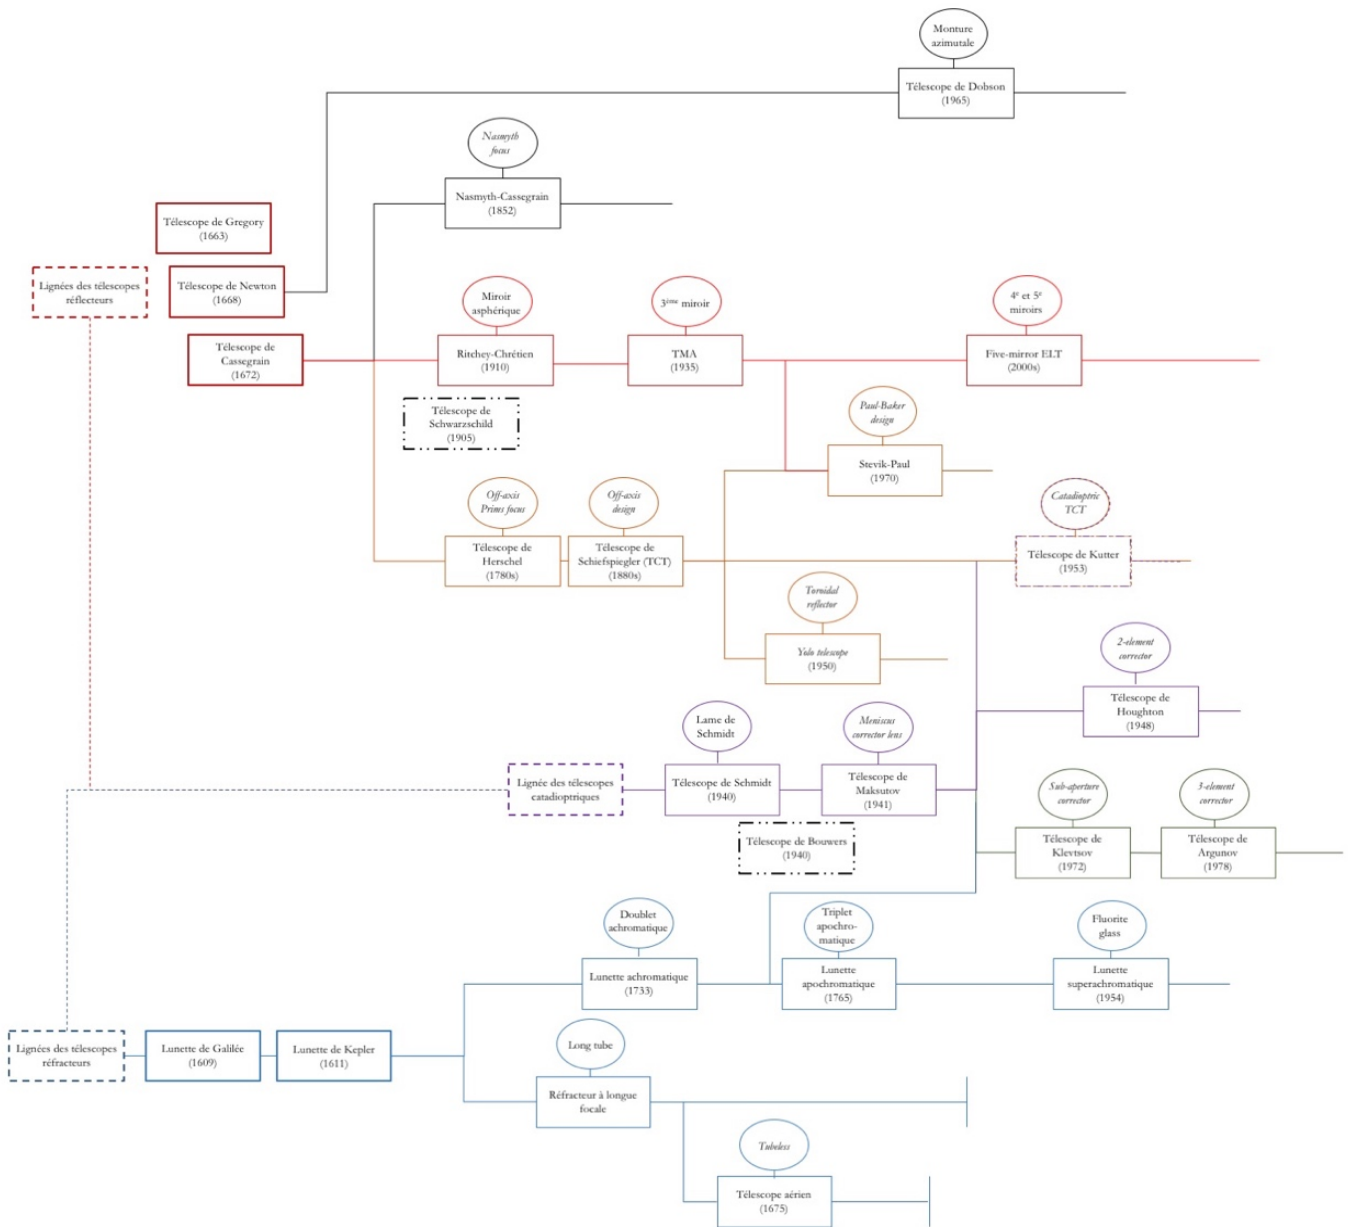 Monture
azimutale
Télescope de Dobson
(1965)
Nasmyth
focus
Nasmyth-Cassegrain
(1852)
Télescope de Gregory
(1663)
Lignées des télescopes
réflecteurs
Télescope de Newton
(1668)
Télescope de
Cassegrain
(1672)
Miroir
asphérique
Ritchey-Chrétien
(1910)
3ème miroir
TMA
(1935)
4e et 5e
miroirs
Five-mirror ELT
(2000s)
Télescope de
Schwarzschild
(1905)
Paul-Baker
design
Stevik-Paul
(1970)
Off-axis
Prime focus
Télescope de
Herschel
(1780s)
Off-axis
design
Télescope de
Schiefspiegler (TCT)
(1880s)
Catadioptric
TCT
Télescope de Kutter
(1953)
Toroidal
reflector
Yolo telescope
(1950)
2-element
corrector
Télescope de
Houghton
(1948)
Lame de
Schmidt
Meniscus
corrector lens
Lignée des télescopes
catadioptriques
Télescope de Schmidt
(1940)
Télescope de
Maksutov
(1941)
Télescope de Bouwers
(1940)
Sub-aperture
corrector
Télescope de
Klevtsov
(1972)
3-element
corrector
Télescope de
Argunov
(1978)
Doublet
achromatique
Lunette achromatique
(1733)
Triplet
apochro-
matique
Lunette
apochromatique
(1765)
Fluorite
glass
Lunette
superachromatique
(1954)
Lignées des télescopes
réfracteurs
Lunette de Galilée
(1609)
Lunette de Kepler
(1611)
Long tube
Réfracteur à longue
focale
Tubeless
Télescope aérien
(1675)